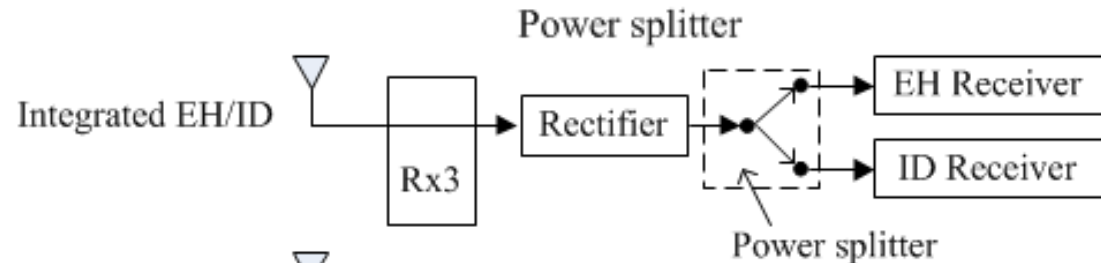 Power splitter
Integrated EH/ID
Rx3
Rectifier
EH Receiver
ID Receiver
Power splitter